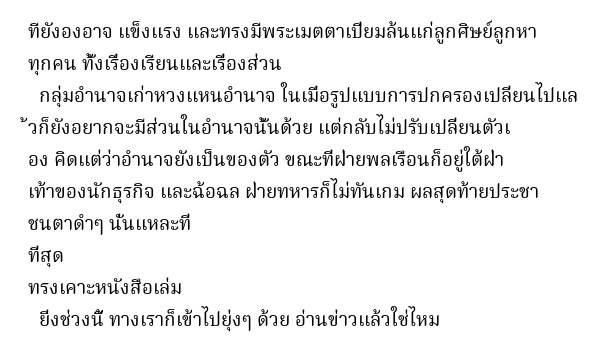 ที่ยังองอาจ แข็งแรง และทรงมีพระเมตตาเปี่ยมล้นแก่ลูกศิษย์ลูกหา
ทุกคน ทั้งเรื่องเรียนและเรื่องส่วน
กลุ่มอำนาจเก่าหวงแหนอำนาจ ในเมื่อรูปแบบการปกครองเปลี่ยนไปแล
้วก็ยังอยากจะมีส่วนในอำนาจนั้นด้วย แต่กลับไม่ปรับเปลี่ยนตัวเ
อง คิดแต่ว่าอำนาจยังเป็นของตัว ขณะที่ฝ่ายพลเรือนก็อยู่ใต้ฝ่า
เท้าของนักธุรกิจ และฉ้อฉล ฝ่ายทหารก็ไม่ทันเกม ผลสุดท้ายประชา
ชนตาดำๆ นั่นแหละที่
ที่สุด
ทรงเคาะหนังสือเล่ม
ยิ่งช่วงนี้ ทางเราก็เข้าไปยุ่งๆ ด้วย อ่านข่าวแล้วใช่ไหม